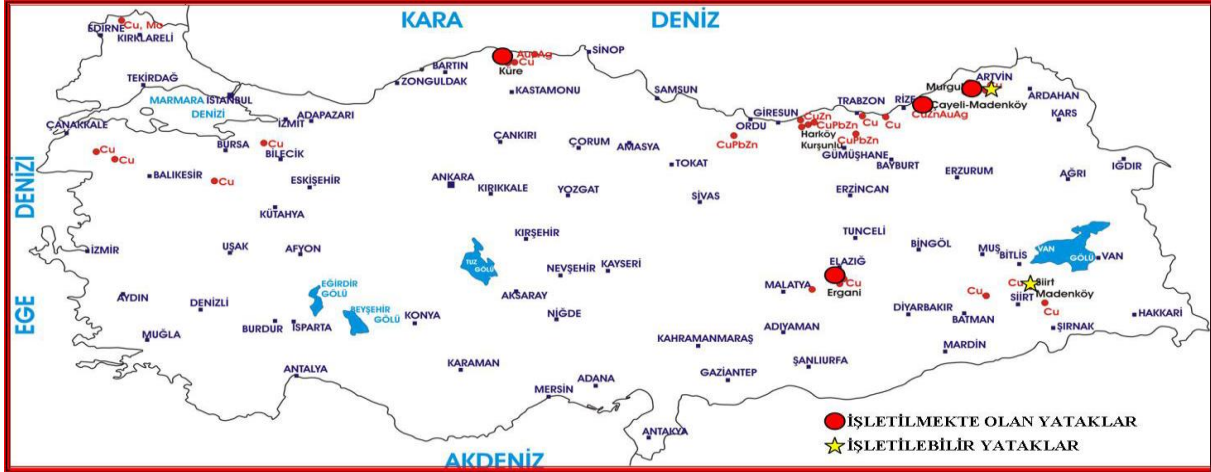 KARA DENİZ
EDİRNE
Cu, Mo
KIRKLARELİ
TEKİRDAĞ
MARMARA
DENİZİ
İSTANBUL
İZMİT
ADAPAZARI
ZONGULDAK
BARTIN
Küre
AuAg
Cu
KASTAMONU
SİNOP
SAMSUN
ORDU
GİRESUN
CuPbZn
CuZn
CuPbZn
Harköy
Kurşunlu
TRABZON
Cu
Cu
CuPbZn
GÜMÜŞHANE
BAYBURT
RİZE
Çayeli-Madenköy
CuZnAuAg
ARTVİN
ARDAHAN
KARS
ÇANAKKALE
Cu
BURSA
Cu
BİLECİK
BALIKESİR
Cu
ESKİŞEHİR
KÜTAHYA
ÇANKIRI
ÇORUM
AMASYA
TOKAT
ANKARA
KIRIKKALE
YOZGAT
SİVAS
ERZİNCAN
ERZURUM
AĞRI
IĞDIR
EGE DENİZİ
İZMİR
UŞAK
AFYON
KIRŞEHİR
NEVŞEHİR
KAYSERİ
TUZ
GÖLÜ
AKSARAY
NİĞDE
TUNCELİ
ELAZIĞ
Cu
Ergani
MALATYA
BİNGÖL
MUŞ
BİTLİS
VAN
GÖLÜ
VAN
Cu
Siirt
Madenköy
Cu
SİİRT
Cu
AYDIN
DENİZLİ
EĞİRDİR
GÖLÜ
BEYŞEHİR
GÖLÜ
BURDUR
ISPARTA
KONYA
MUĞLA
ANTALYA
KARAMAN
MERSİN
ADANA
KAHRAMANMARAŞ
ADIYAMAN
GAZİANTEP
ŞANLIURFA
DİYARBAKIR
BATMAN
MARDİN
ŞIRNAK
HAKKARİ
ANTAKYA
AKDENİZ
İŞLETİLMEKTE OLAN YATAKLAR
İŞLETİLEBİLİR YATAKLAR